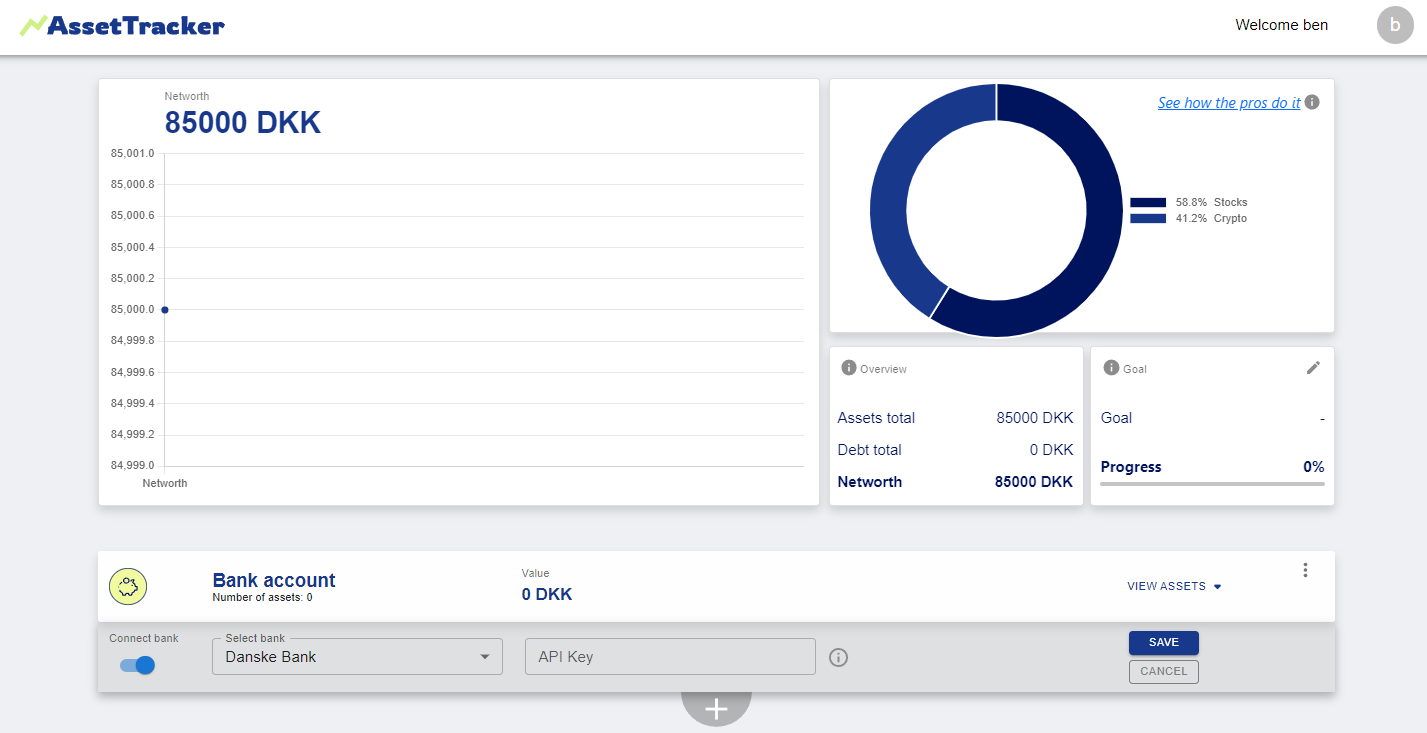 AssetTracker
Welcome ben
b
Networth
85000 DKK
85,001.0
85,000.8
85,000.6
85,000.4
85,000.2
85,000.0
84,999.8
84,999.6
84,999.4
84,999.2
84,999.0
Networth
See how the pros do it
58.8% Stocks
41.2% Crypto
Overview
Assets total 85000 DKK
Debt total 0 DKK
Networth 85000 DKK
Goal
Goal -
Progress 0%
Bank account
Number of assets: 0
Value
0 DKK
VIEW ASSETS
Connect bank
Select bank
Danske Bank
API Key
SAVE
CANCEL